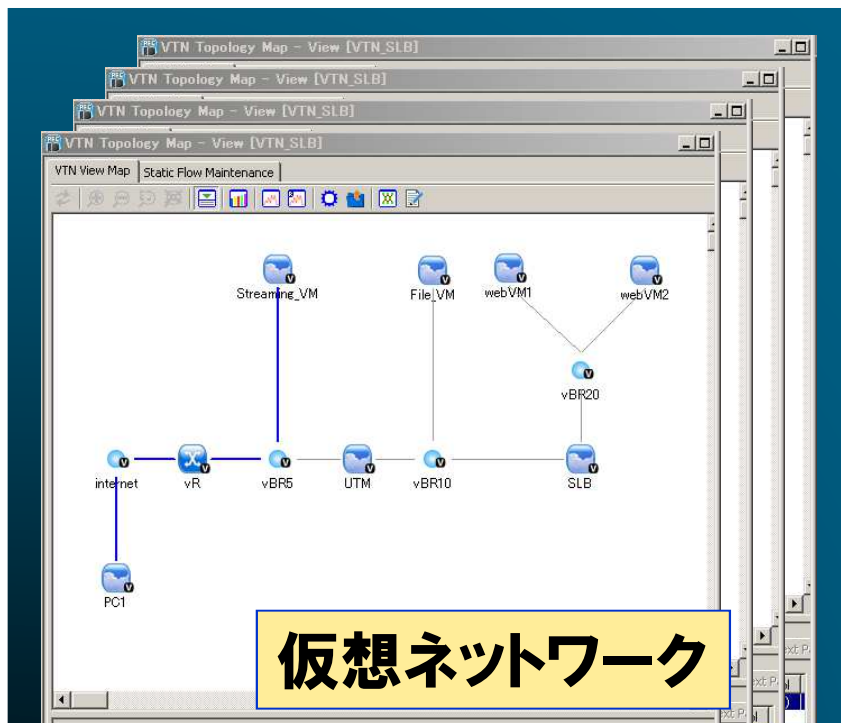 VTN Topology Map - View [VTN_SLB]
VTN Topology Map - View [VTN_SLB]
VTN Topology Map - View [VTN_SLB]
VTN Topology Map - View [VTN_SLB]
VTN View Map Static Flow Maintenance
Streaming_VM File_VM webVM1 webVM2
vBR20
internet vR vBR5 UTM vBR10 SLB
PC1
仮想ネットワーク